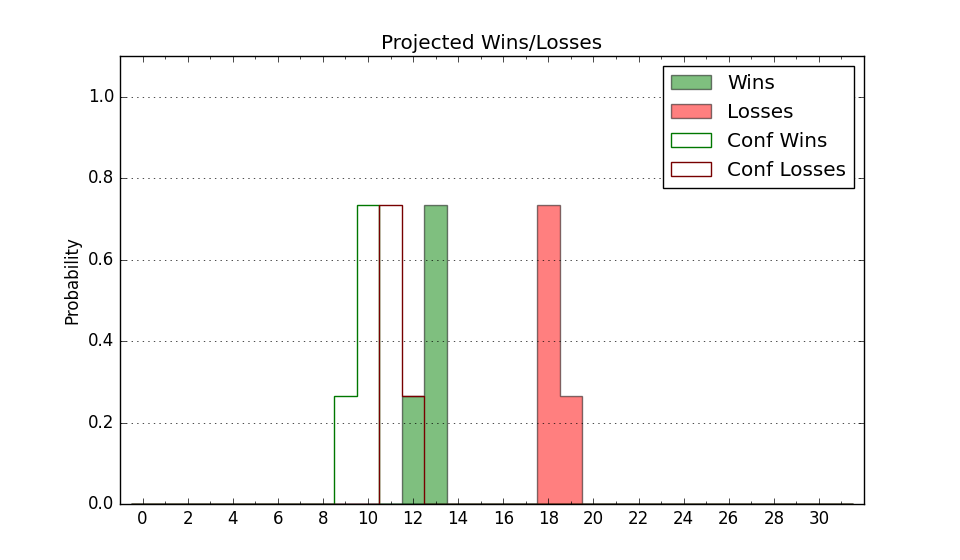 Projected Wins/Losses
Wins
Losses
Conf Wins
Conf Losses
Probability
1.0
0.8
0.6
0.4
0.2
0.0
0 2 4 6 8 10 12 14 16 18 20 22 24 26 28 30